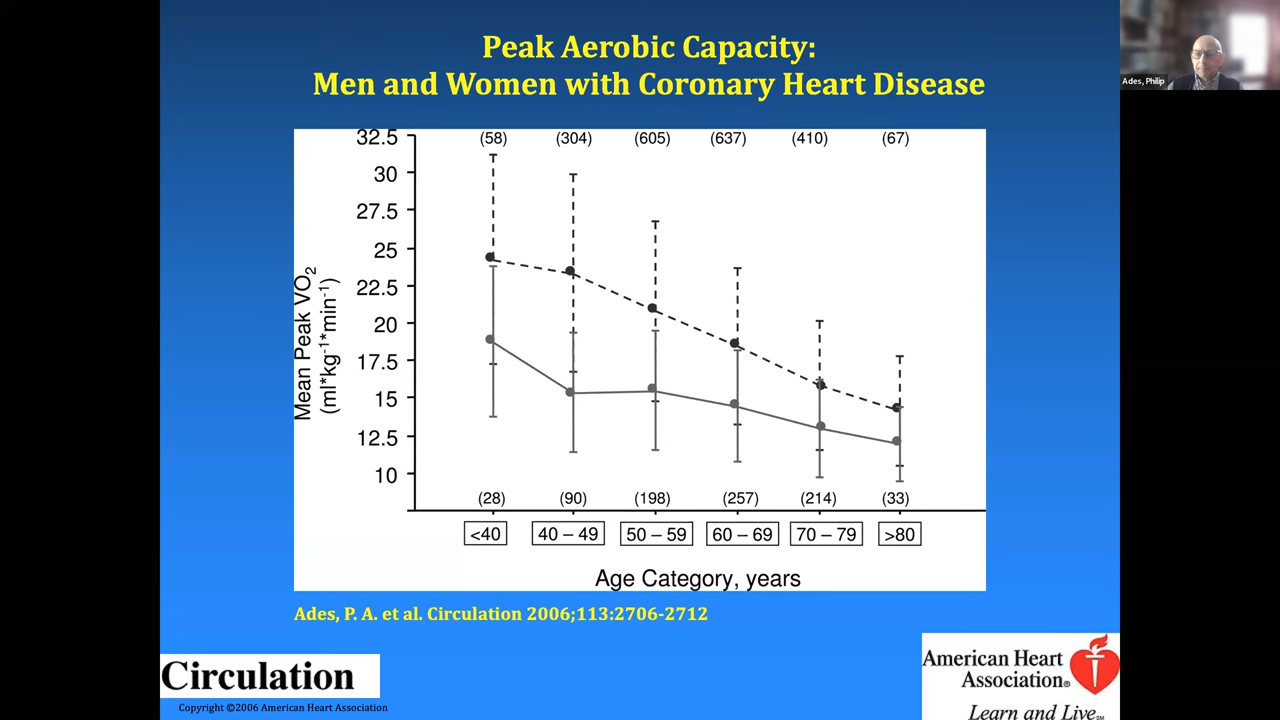 Peak Aerobic Capacity:
Men and Women with Coronary Heart Disease
Ades, Philip
32.5
30
27.5
25
22.5
20
17.5
15
12.5
10
Mean Peak VO2
(ml*kg-1*min-1)
(58) (304) (605) (637) (410) (67)
(28) (90) (198) (257) (214) (33)
<40 40 – 49 50 – 59 60 – 69 70 – 79 >80
Age Category, years
Ades, P. A. et al. Circulation 2006;113:2706-2712
Circulation
Copyright ©2006 American Heart Association
American Heart
Association®
Learn and Live℠